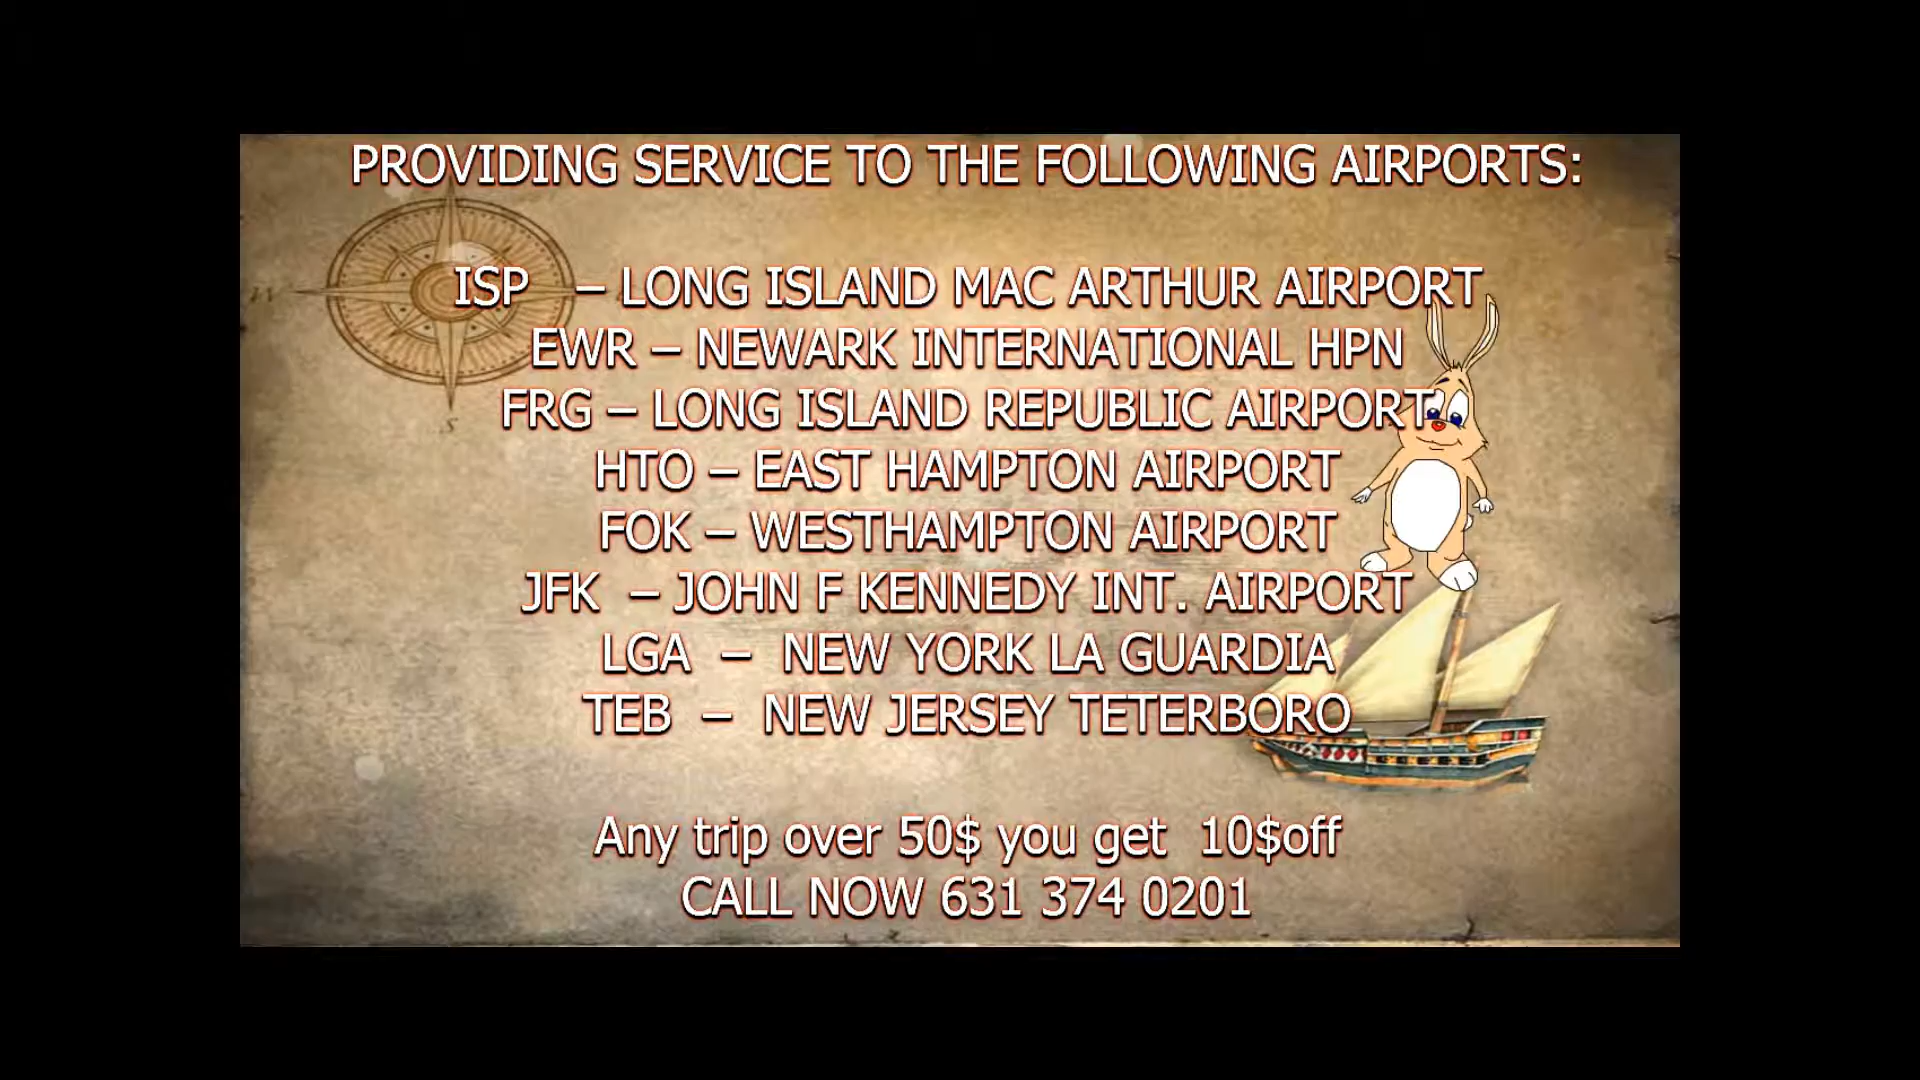 PROVIDING SERVICE TO THE FOLLOWING AIRPORTS:
ISP – LONG ISLAND MAC ARTHUR AIRPORT
EWR – NEWARK INTERNATIONAL HPN
FRG – LONG ISLAND REPUBLIC AIRPORT
HTO – EAST HAMPTON AIRPORT
FOK – WESTHAMPTON AIRPORT
JFK – JOHN F KENNEDY INT. AIRPORT
LGA – NEW YORK LA GUARDIA
TEB – NEW JERSEY TETERBORO
Any trip over 50$ you get 10$off
CALL NOW 631 374 0201
W
S